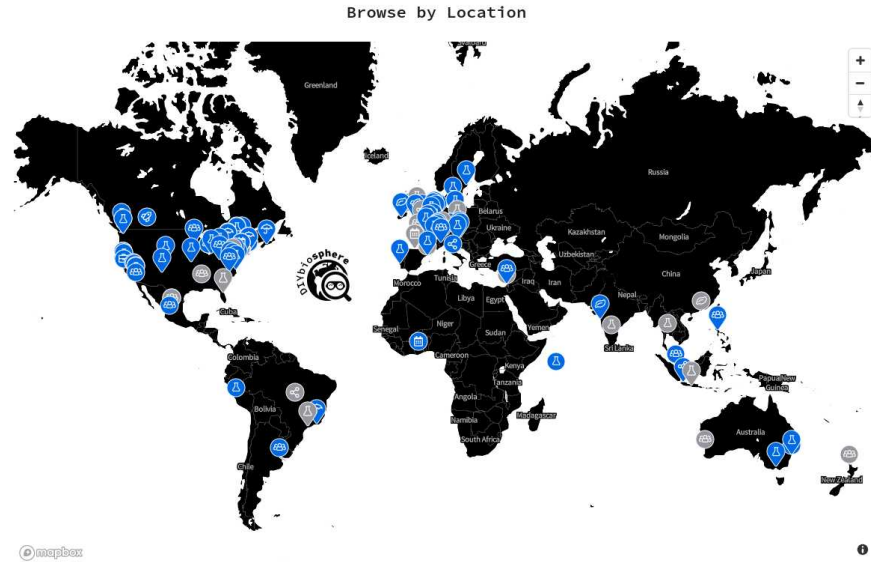 Browse by Location
Greenland
Iceland
Russia
Belarus
Ukraine
Kazakhstan
Mongolia
Uzbekistan
Greece
China
Japan
DIYbiosphere
Tunisia
Morocco
Iraq
Iran
Nepal
Libya
Egypt
Cuba
Senegal
Niger
Sudan
Yemen
Sri Lanka
Colombia
Cameroon
Kenya
Papua New
Guinea
Tanzania
Angola
Bolivia
Namibia
Madagascar
Australia
South Africa
Chile
New Zealand
mapbox